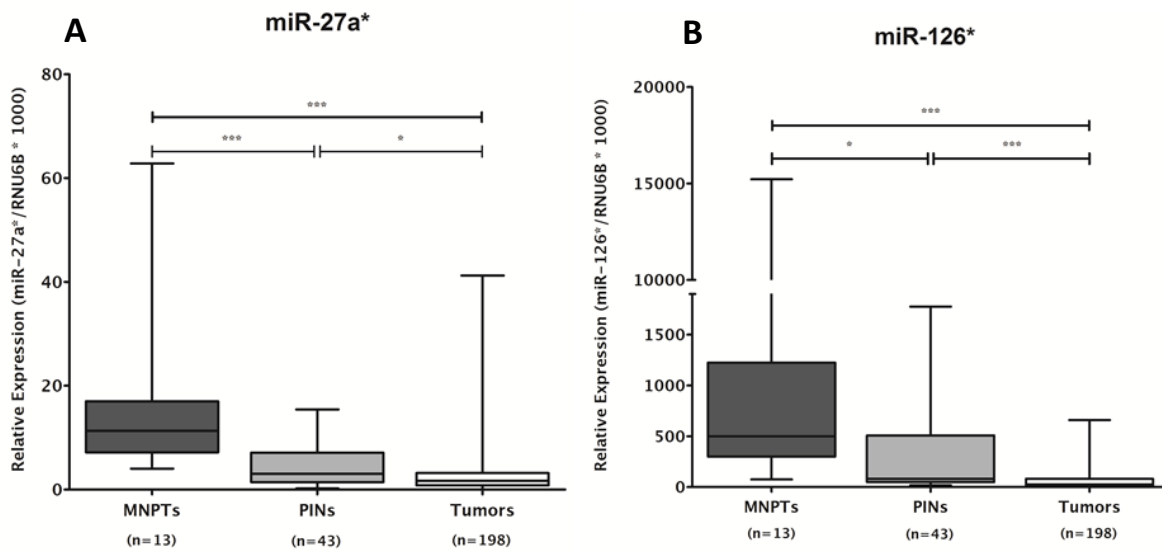 A
miR-27a*
Relative Expression (miR-27a*/RNU6B * 1000)
80
60
40
20
0
***
***
*
MNPTs
PINs
Tumors
(n=13)
(n=43)
(n=198)
B
miR-126*
Relative Expression (miR-126*/RNU6B * 1000)
20000
15000
10000
1500
1000
500
0
***
*
***
MNPTs
PINs
Tumors
(n=13)
(n=43)
(n=198)